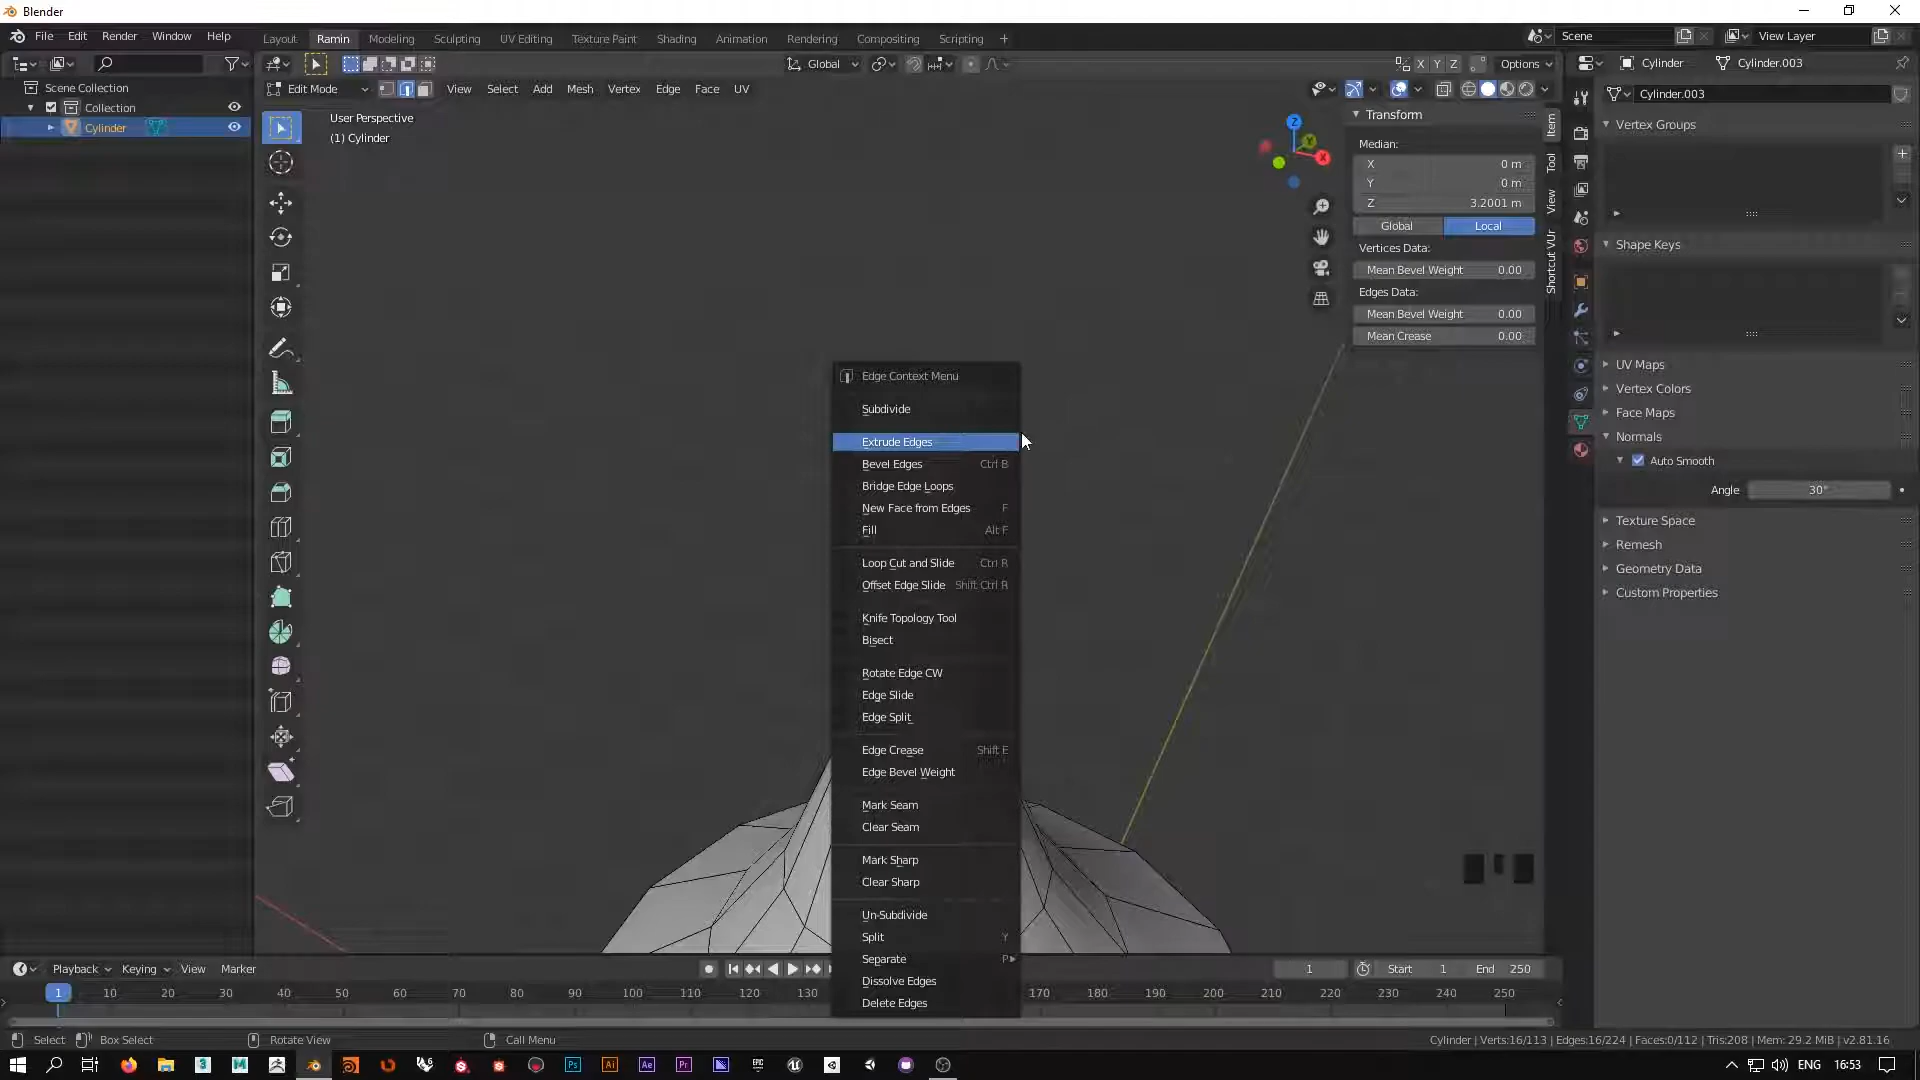 Blender
File Edit Render Window Help
Layout Ramin Modeling Sculpting UV Editing Texture Paint Shading Animation Rendering Compositing Scripting +
Scene
View Layer
Global
X Y Z
Options
Cylinder
Cylinder.003
Scene Collection
Collection
Cylinder
Edit Mode View Select Add Mesh Vertex Edge Face UV
User Perspective
(1) Cylinder
Z
Y
X
Transform
Median:
X 0 m
Y 0 m
Z 3.2001 m
Global Local
Vertices Data:
Mean Bevel Weight 0.00
Edges Data:
Mean Bevel Weight 0.00
Mean Crease 0.00
Item
Tool
View
Shortcut VUr
Cylinder.003
Vertex Groups
Shape Keys
UV Maps
Vertex Colors
Face Maps
Normals
Auto Smooth
Angle 30°
Texture Space
Remesh
Geometry Data
Custom Properties
Edge Context Menu
Subdivide
Extrude Edges
Bevel Edges Ctrl B
Bridge Edge Loops
New Face from Edges F
Fill Alt F
Loop Cut and Slide Ctrl R
Offset Edge Slide Shift Ctrl R
Knife Topology Tool
Bisect
Rotate Edge CW
Edge Slide
Edge Split
Edge Crease Shift E
Edge Bevel Weight
Mark Seam
Clear Seam
Mark Sharp
Clear Sharp
Un-Subdivide
Split Y
Separate P
Dissolve Edges
Delete Edges
Playback Keying View Marker
1 Start 1 End 250
1 10 20 30 40 50 60 70 80 90 100 110 120 130 170 180 190 200 210 220 230 240 250
Select Box Select Rotate View Call Menu
Cylinder | Verts:16/113 | Edges:16/224 | Faces:0/112 | Tris:208 | Mem: 29.2 MiB | v2.81.16
3 M Ps Ai Ae Pr EPIC ENG 16:53